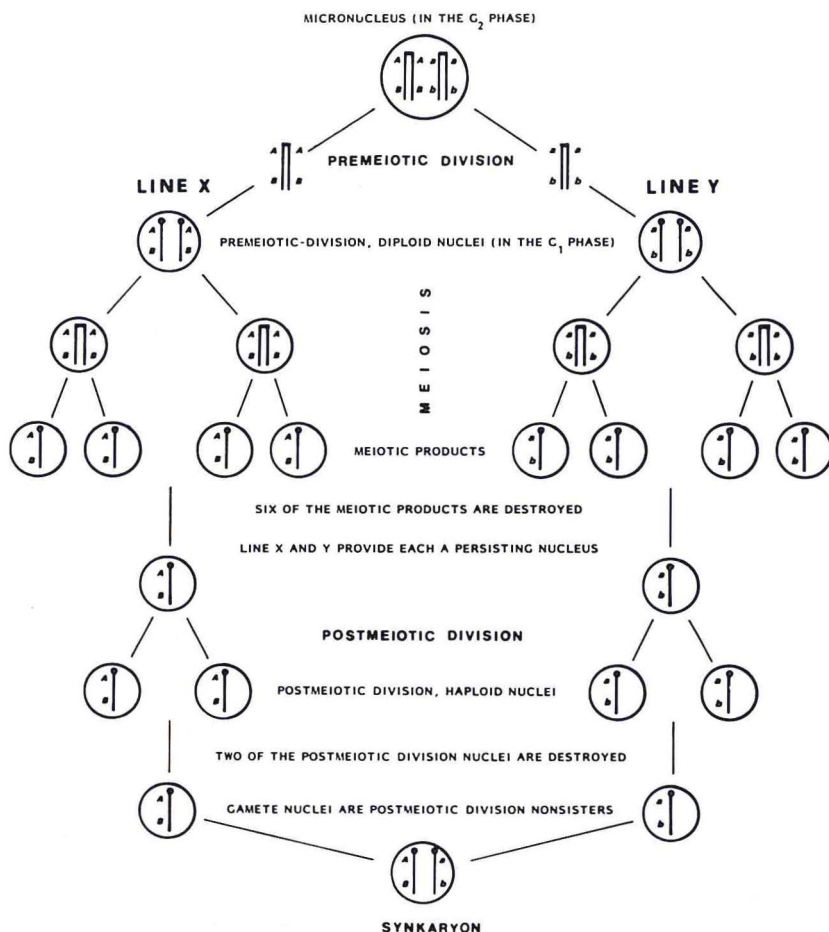 MICRONUCLEUS (IN THE G2 PHASE)
A A a a
B B b b
A A a a
B B b b
PREMEIOTIC DIVISION
LINE X LINE Y
A A a a
B B b b
PREMEIOTIC-DIVISION, DIPLOID NUCLEI (IN THE G1 PHASE)
MEIOSIS
A A A A a a a a
B B B B b b b b
A A A A a a a a
B B B B b b b b
MEIOTIC PRODUCTS
SIX OF THE MEIOTIC PRODUCTS ARE DESTROYED
LINE X AND Y PROVIDE EACH A PERSISTING NUCLEUS
A a
B b
POSTMEIOTIC DIVISION
A A a a
B B b b
POSTMEIOTIC DIVISION, HAPLOID NUCLEI
TWO OF THE POSTMEIOTIC DIVISION NUCLEI ARE DESTROYED
A a
B b
GAMETE NUCLEI ARE POSTMEIOTIC DIVISION NONSISTERS
A a
B b
SYNKARYON